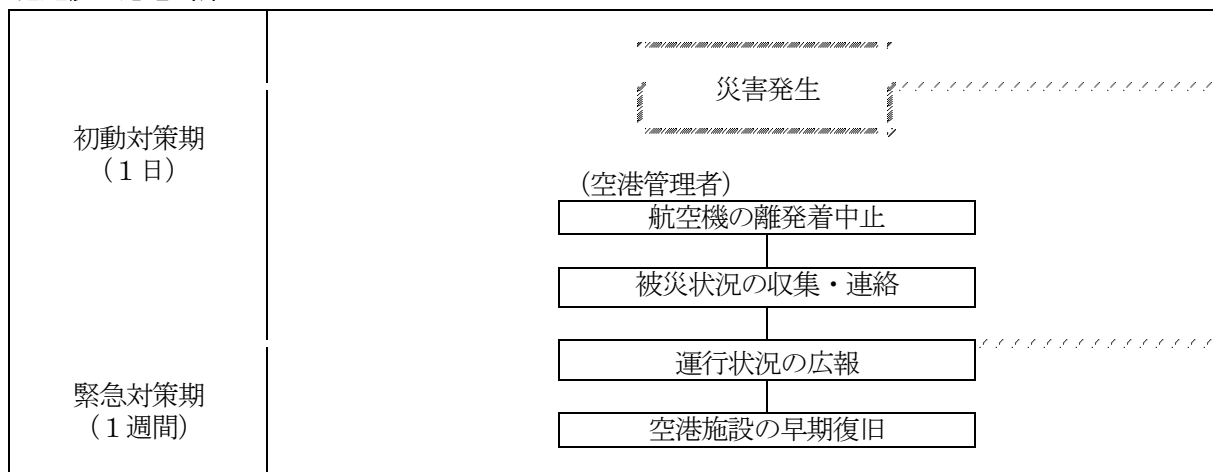 災害発生
初動対策期
（１日）
（空港管理者）
航空機の離発着中止
被災状況の収集・連絡
運行状況の広報
緊急対策期
（１週間）
空港施設の早期復旧